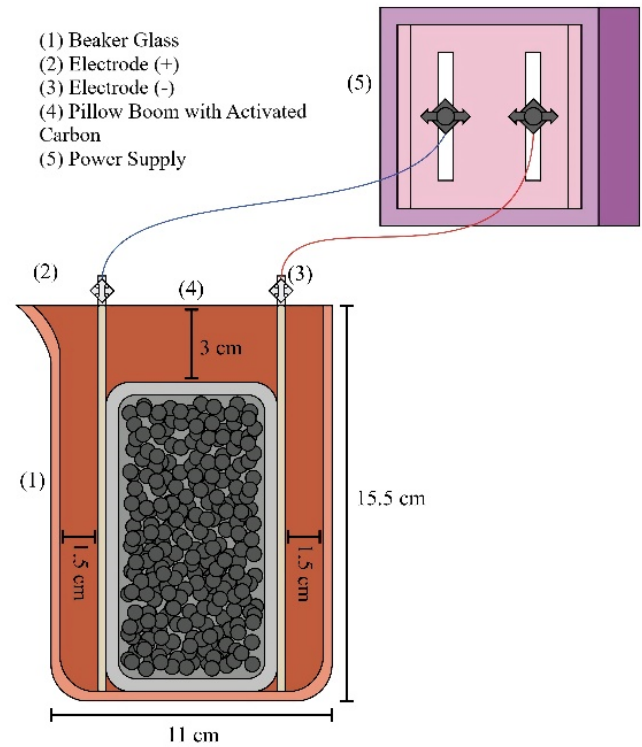 (1) Beaker Glass
(2) Electrode (+)
(3) Electrode (-)
(4) Pillow Boom with Activated
Carbon
(5) Power Supply
(5)
(2)
(4)
(3)
3 cm
(1)
15.5 cm
1.5 cm
1.5 cm
11 cm